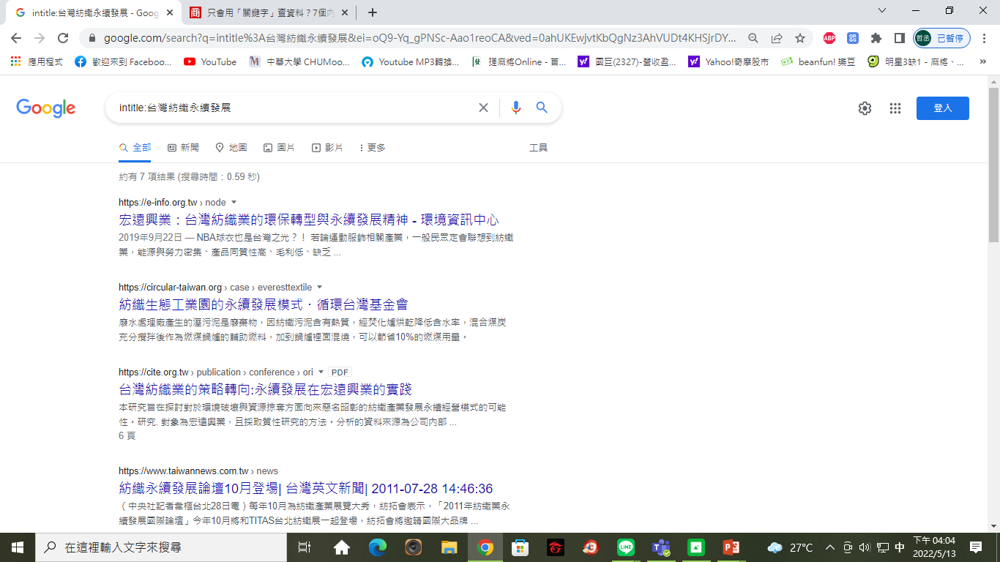 intitle:台灣紡織永續發展 - Goog
只會用「關鍵字」查資料？7個內
google.com/search?q=intitle%3A台灣紡織永續發展&ei=oQ9-Yq_gPNSc-Aao1reoCA&ved=0ahUKEwjvtKbQgNz3AhVUDt4KHSjrDY...
ABP
哲丞 已暫停
應用程式 歡迎來到 Faceboo... YouTube 中華大學 CHUMoo... Youtube MP3轉換... 搓麻將Online - 首... 國巨(2327)-營收盈... Yahoo!奇摩股市 beanfun! 樂豆 明星3缺1 - 麻將、... »
Google
intitle:台灣紡織永續發展
登入
全部 新聞 地圖 圖片 影片 更多 工具
約有 7 項結果 (搜尋時間：0.59 秒)
https://e-info.org.tw › node
宏遠興業：台灣紡織業的環保轉型與永續發展精神 - 環境資訊中心
2019年9月22日 — NBA球衣也是台灣之光？！ 若論運動服飾相關產業，一般民眾定會聯想到紡織
業，能源與勞力密集、產品同質性高、毛利低、缺乏 ...
https://circular-taiwan.org › case › everesttextile
紡織生態工業園的永續發展模式．循環台灣基金會
廢水處理廠產生的溼污泥是廢棄物，因紡織污泥含有熱質，經焚化爐烘乾降低含水率，混合煤炭
充分攪拌後作為燃煤鍋爐的輔助燃料，加到鍋爐裡面混燒，可以節省10%的燃煤用量。
https://cite.org.tw › publication › conference › ori PDF
台灣紡織業的策略轉向:永續發展在宏遠興業的實踐
本研究旨在探討對於環境破壞與資源掠奪方面向來惡名昭彰的紡織產業發展永續經營模式的可能
性。研究. 對象為宏遠興業，且採取質性研究的方法。分析的資料來源為公司內部 ...
6 頁
https://www.taiwannews.com.tw › news
紡織永續發展論壇10月登場| 台灣英文新聞| 2011-07-28 14:46:36
（中央社記者韋樞台北28日電）每年10月為紡織產業展覽大秀，紡拓會表示，「2011年紡織業永
續發展國際論壇」今年10月將和TITAS台北紡織展一起登場，紡拓會將邀請國際大品牌 ...
在這裡輸入文字來搜尋
LINE
27°C
中
下午 04:04
2022/5/13